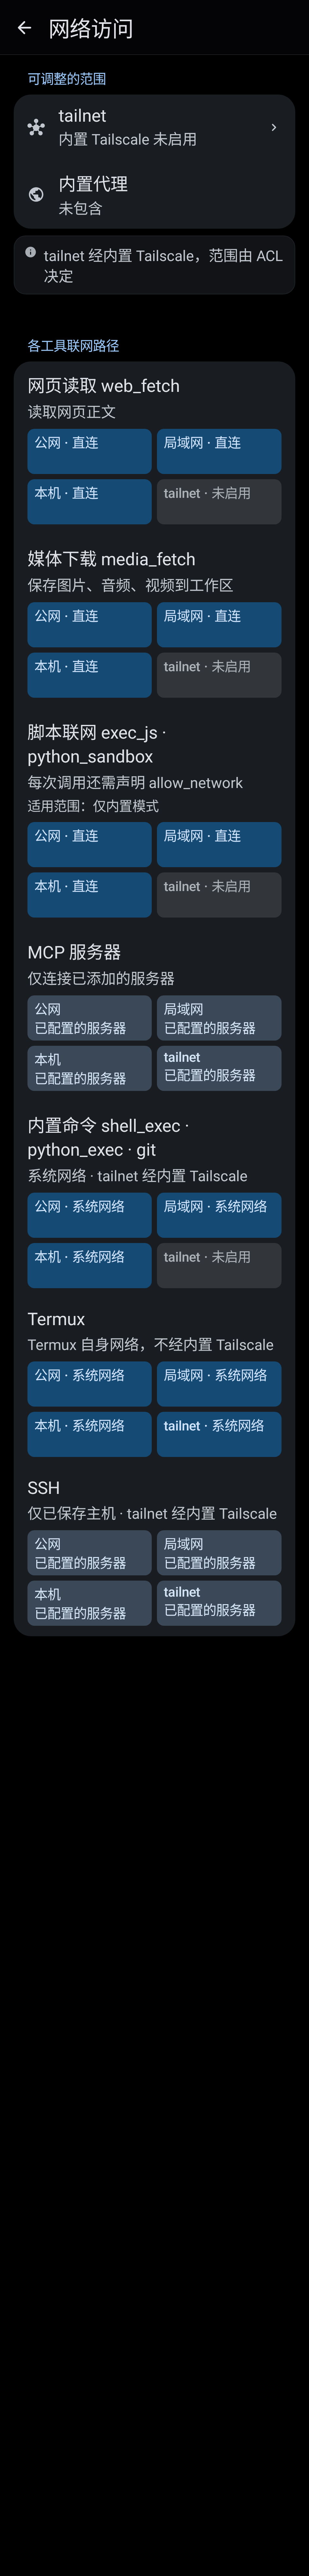 网络访问
可调整的范围
tailnet
内置 Tailscale 未启用
内置代理
未包含
tailnet 经内置 Tailscale，范围由 ACL
决定
各工具联网路径
网页读取 web_fetch
读取网页正文
公网 · 直连
局域网 · 直连
本机 · 直连
tailnet · 未启用
媒体下载 media_fetch
保存图片、音频、视频到工作区
公网 · 直连
局域网 · 直连
本机 · 直连
tailnet · 未启用
脚本联网 exec_js ·
python_sandbox
每次调用还需声明 allow_network
适用范围：仅内置模式
公网 · 直连
局域网 · 直连
本机 · 直连
tailnet · 未启用
MCP 服务器
仅连接已添加的服务器
公网
已配置的服务器
局域网
已配置的服务器
本机
已配置的服务器
tailnet
已配置的服务器
内置命令 shell_exec ·
python_exec · git
系统网络 · tailnet 经内置 Tailscale
公网 · 系统网络
局域网 · 系统网络
本机 · 系统网络
tailnet · 未启用
Termux
Termux 自身网络，不经内置 Tailscale
公网 · 系统网络
局域网 · 系统网络
本机 · 系统网络
tailnet · 系统网络
SSH
仅已保存主机 · tailnet 经内置 Tailscale
公网
已配置的服务器
局域网
已配置的服务器
本机
已配置的服务器
tailnet
已配置的服务器